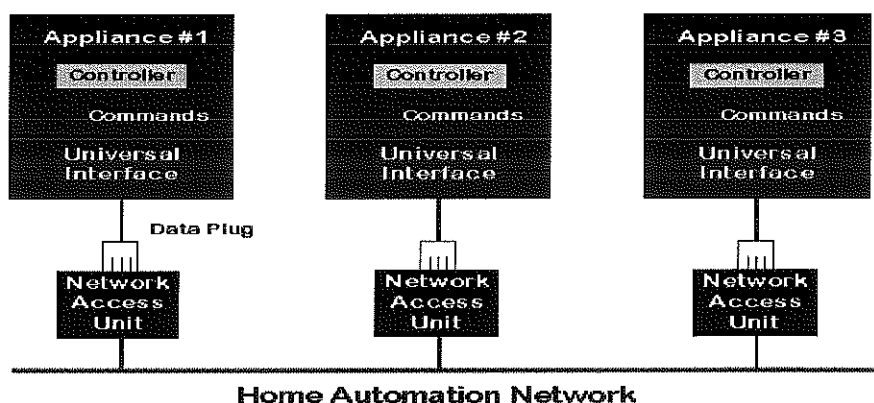 Appliance #1
Controller
Commands
Universal
Interface
Appliance #2
Controller
Commands
Universal
Interface
Appliance #3
Controller
Commands
Universal
Interface
Data Plug
Network
Access
Unit
Network
Access
Unit
Network
Access
Unit
Home Automation Network